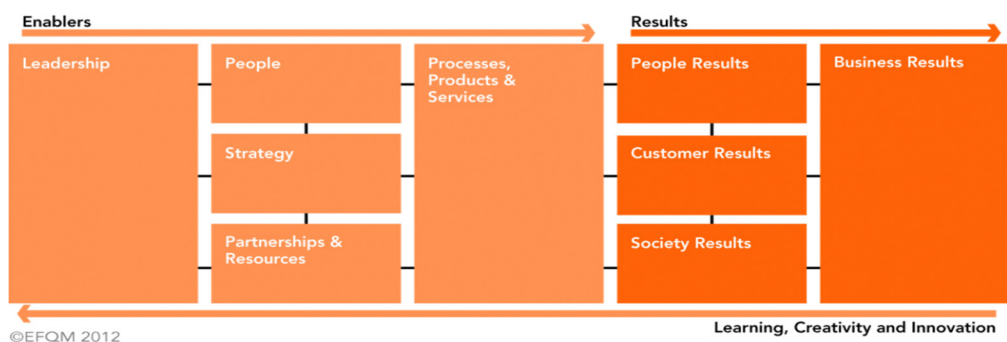 Enablers
Results
Leadership
People
Processes,
Products &
Services
People Results
Business Results
Strategy
Customer Results
Partnerships &
Resources
Society Results
Learning, Creativity and Innovation
©EFQM 2012